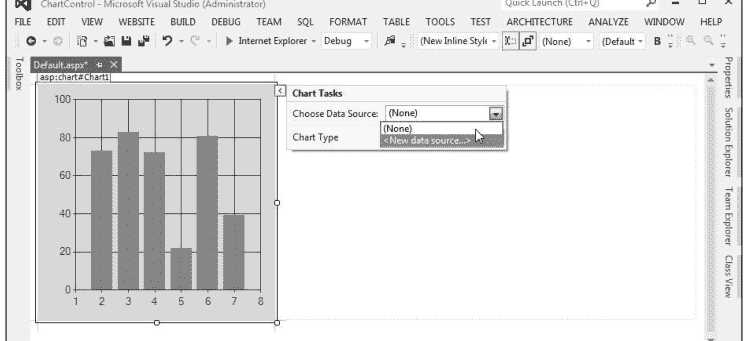 ChartControl - Microsoft Visual Studio (Administrator) Quick Launch (Ctrl+Q)
FILE EDIT VIEW WEBSITE BUILD DEBUG TEAM SQL FORMAT TABLE TOOLS TEST ARCHITECTURE ANALYZE WINDOW HELP
Internet Explorer Debug (New Inline Style (None) (Default B
Default.aspx*
asp:chart#Chart1
Toolbox
Chart Tasks
Choose Data Source: (None)
(None)
<New data source...>
Chart Type
100
80
60
40
20
0
1 2 3 4 5 6 7 8
Properties
Solution Explorer
Team Explorer
Class View